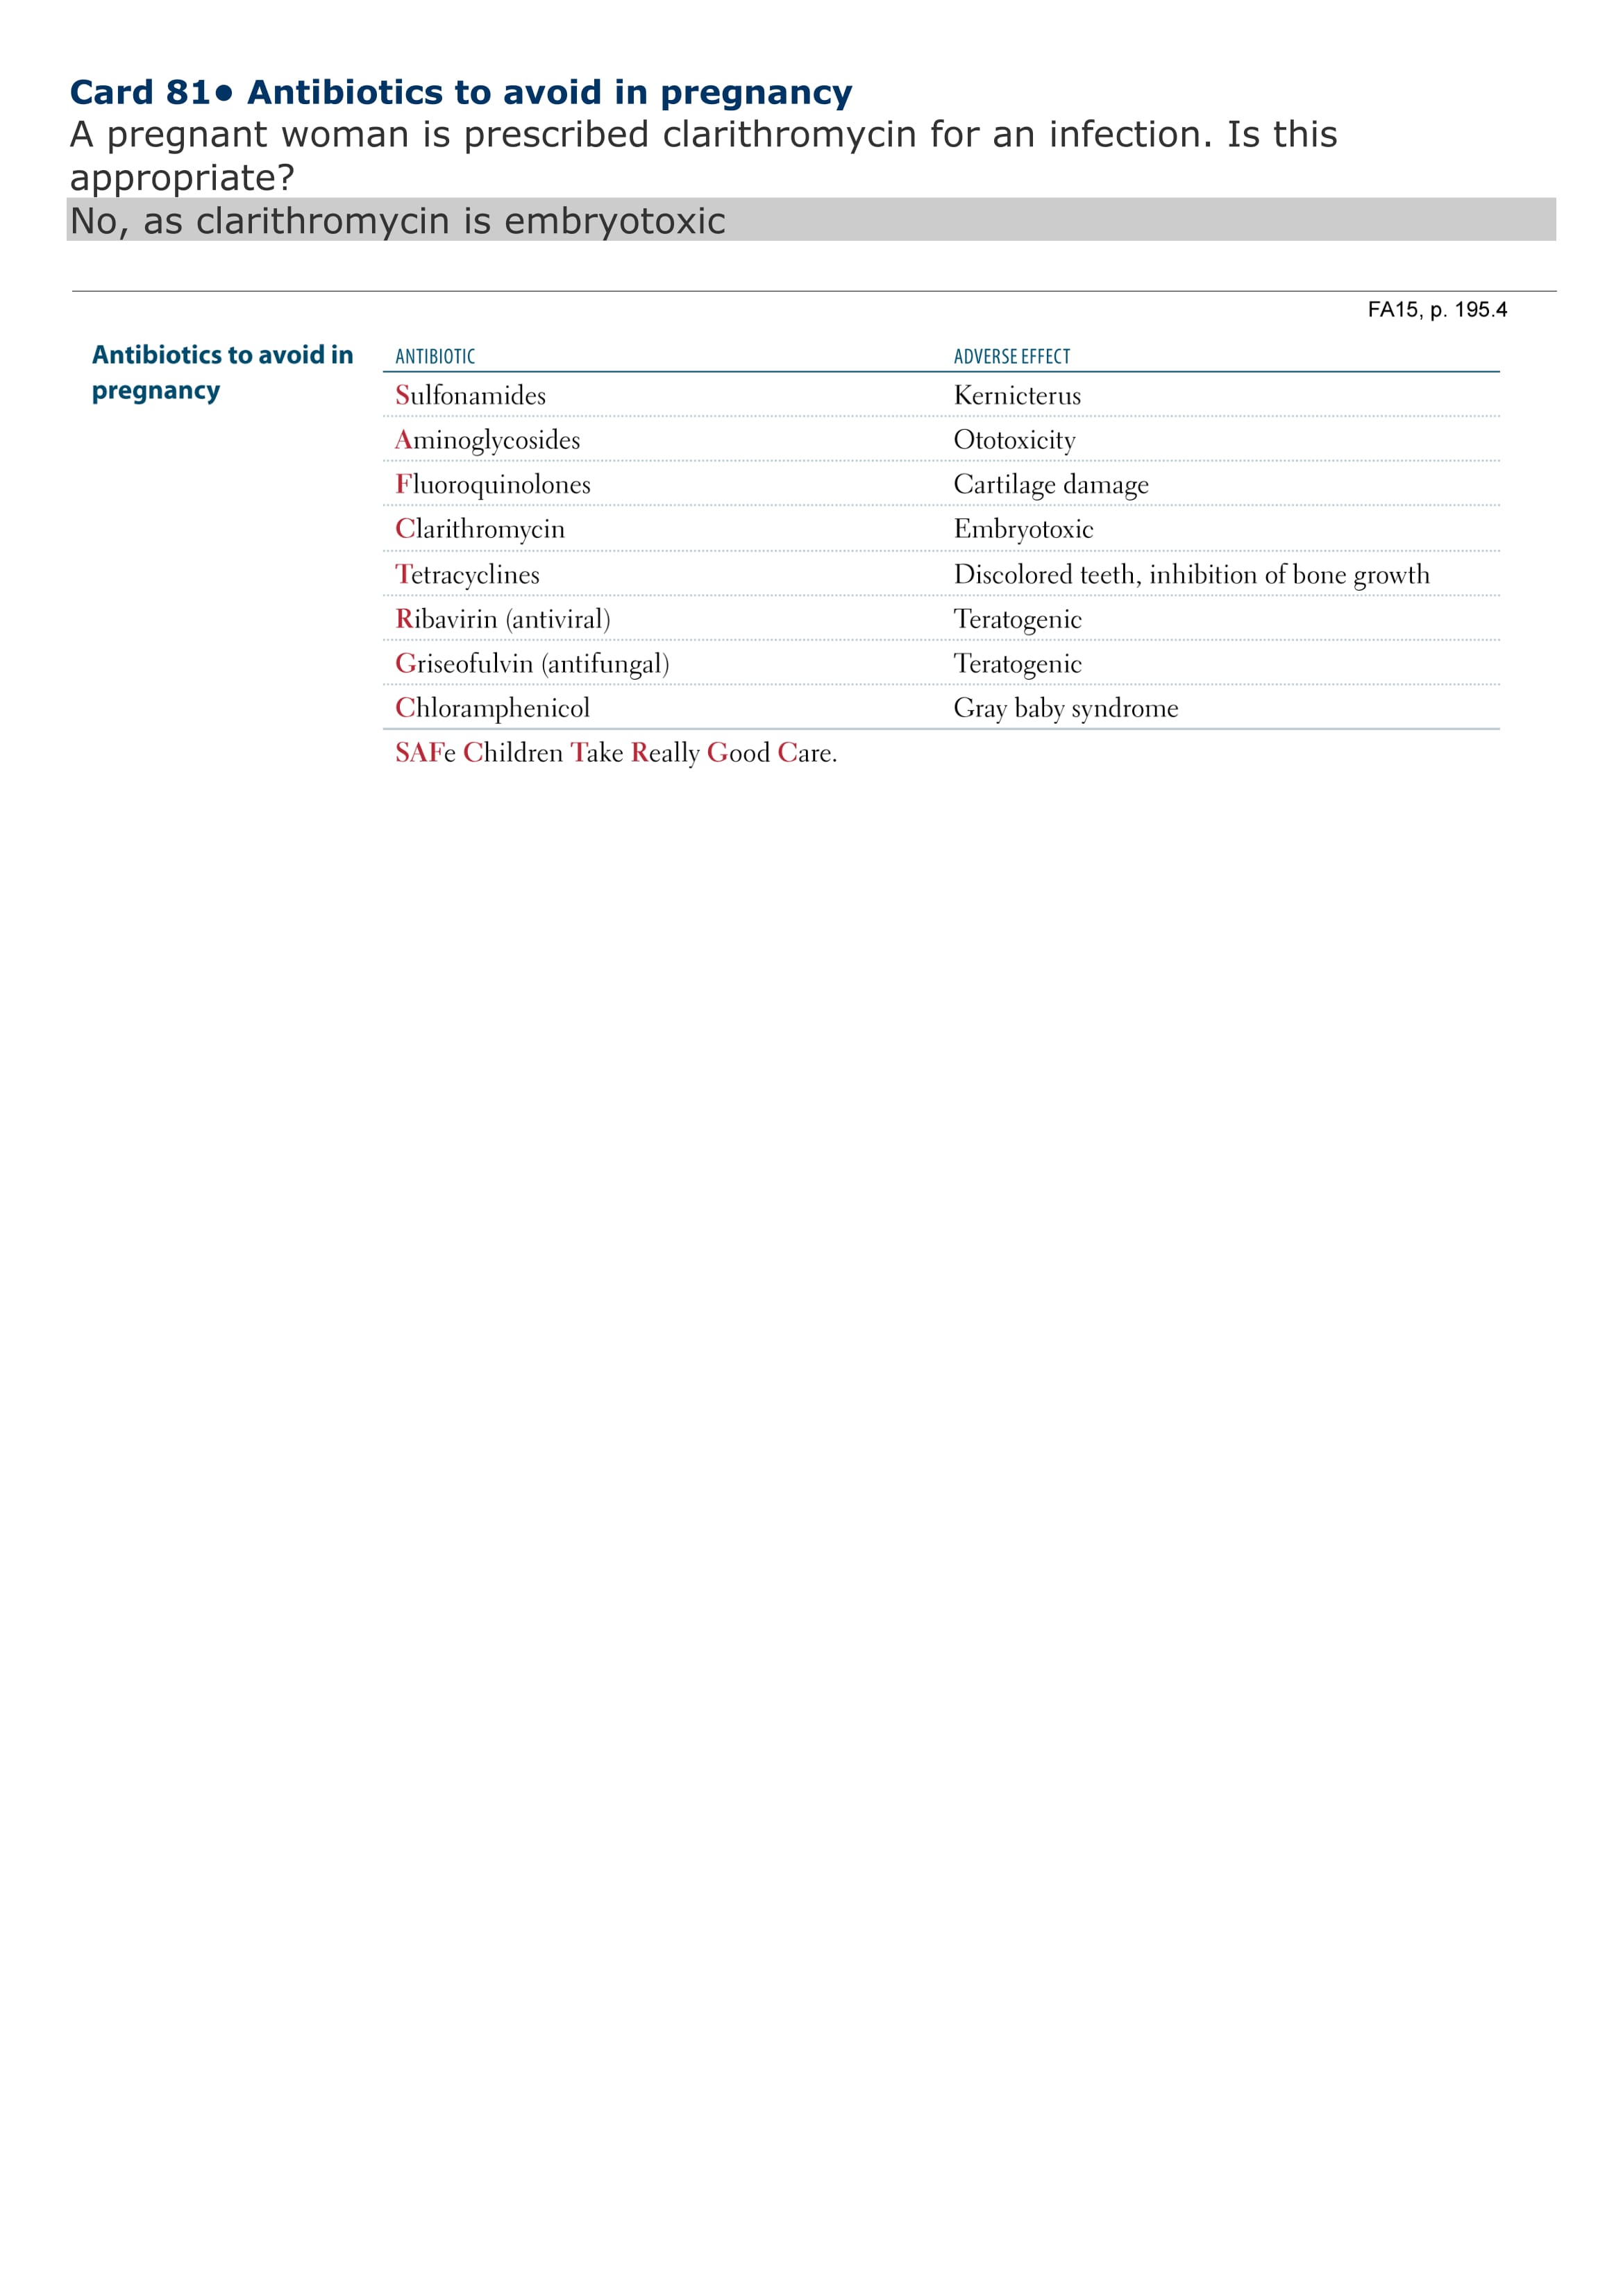 Card 81• Antibiotics to avoid in pregnancy
A pregnant woman is prescribed clarithromycin for an infection. Is this
appropriate?
No, as clarithromycin is embryotoxic
FA15, p. 195.4
Antibiotics to avoid in
pregnancy
ANTIBIOTIC ADVERSE EFFECT
Sulfonamides Kernicterus
Aminoglycosides Ototoxicity
Fluoroquinolones Cartilage damage
Clarithromycin Embryotoxic
Tetracyclines Discolored teeth, inhibition of bone growth
Ribavirin (antiviral) Teratogenic
Griseofulvin (antifungal) Teratogenic
Chloramphenicol Gray baby syndrome
SAFe Children Take Really Good Care.